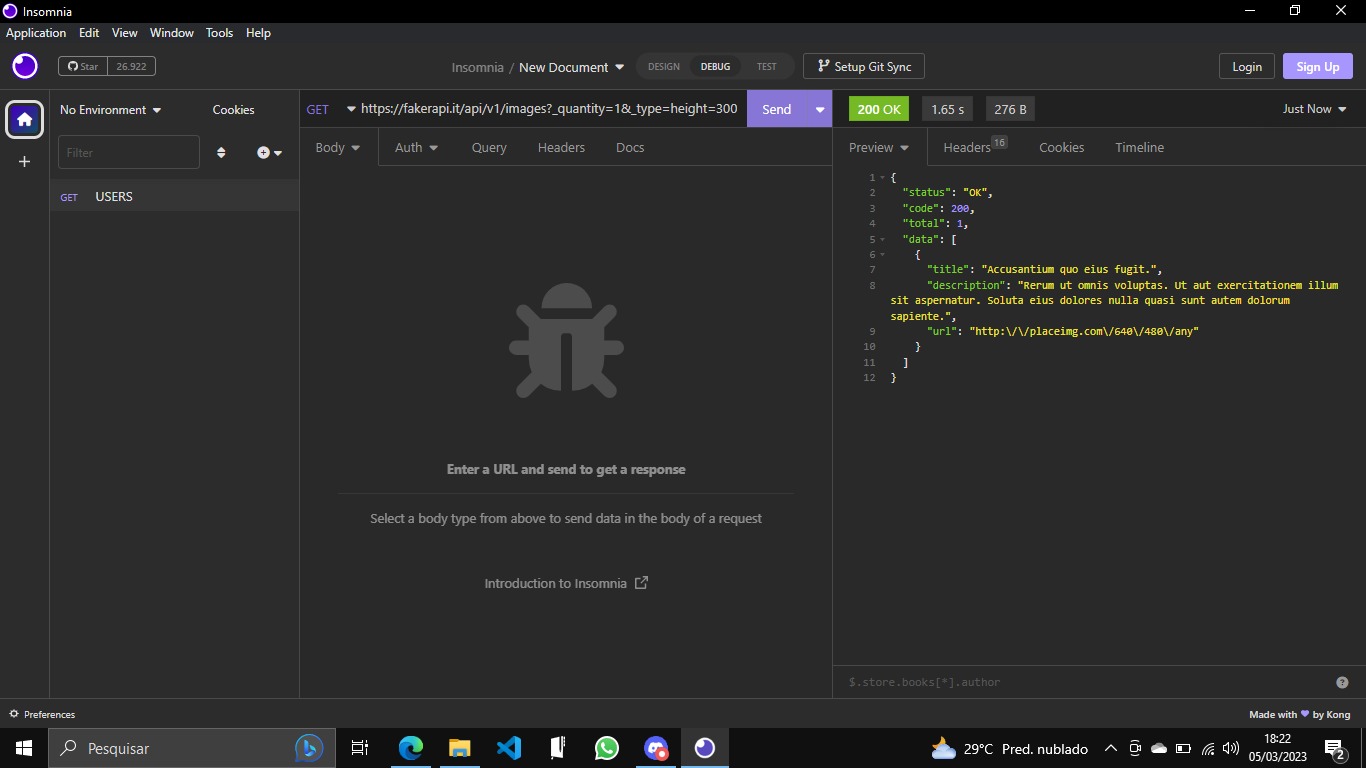 Insomnia
Application Edit View Window Tools Help
Star 26.922
Insomnia / New Document
DESIGN DEBUG TEST
Setup Git Sync
Login Sign Up
No Environment Cookies
GET https://fakerapi.it/api/v1/images?_quantity=1&_type=height=300 Send
200 OK 1.65 s 276 B Just Now
Filter
Body Auth Query Headers Docs
Preview Headers 16 Cookies Timeline
GET USERS
1 {
2 "status": "OK",
3 "code": 200,
4 "total": 1,
5 "data": [
6 {
7 "title": "Accusantium quo eius fugit.",
8 "description": "Rerum ut omnis voluptas. Ut aut exercitationem illum
sit aspernatur. Soluta eius dolores nulla quasi sunt autem dolorum
sapiente.",
9 "url": "http:\/\/placeimg.com\/640\/480\/any"
10 }
11 ]
12 }
Enter a URL and send to get a response
Select a body type from above to send data in the body of a request
Introduction to Insomnia
$.store.books[*].author
Preferences
Made with by Kong
Pesquisar
29°C Pred. nublado
18:22
05/03/2023
2